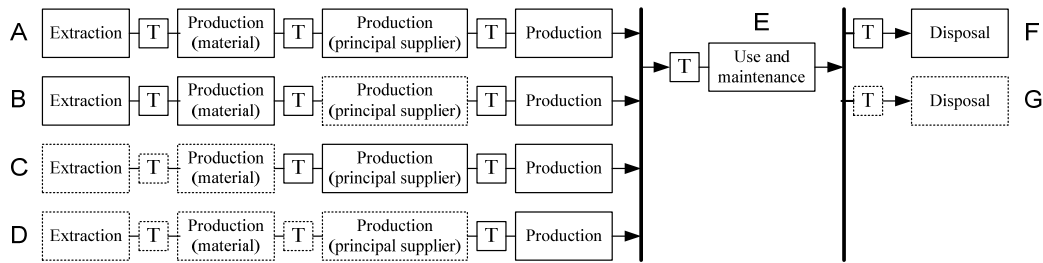 A Extraction T Production (material) T Production (principal supplier) T Production
B Extraction T Production (material) T Production (principal supplier) T Production
C Extraction T Production (material) T Production (principal supplier) T Production
D Extraction T Production (material) T Production (principal supplier) T Production
E
T Use and maintenance
T Disposal F
T Disposal G